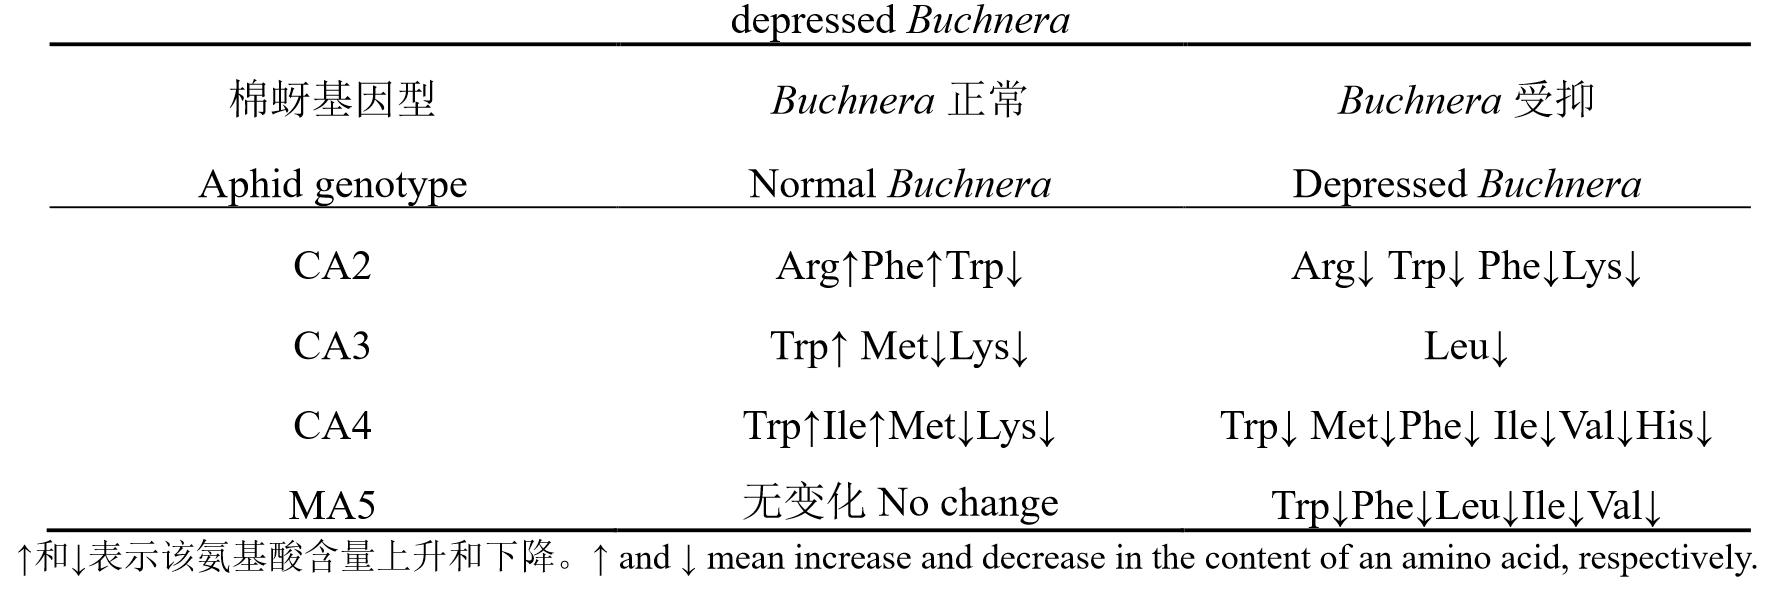 depressed Buchnera
棉蚜基因型 Buchnera 正常 Buchnera 受抑
Aphid genotype Normal Buchnera Depressed Buchnera
CA2 Arg↑Phe↑Trp↓ Arg↓ Trp↓ Phe↓Lys↓
CA3 Trp↑ Met↓Lys↓ Leu↓
CA4 Trp↑Ile↑Met↓Lys↓ Trp↓ Met↓Phe↓ Ile↓Val↓His↓
MA5 无变化 No change Trp↓Phe↓Leu↓Ile↓Val↓
↑和↓表示该氨基酸含量上升和下降。↑ and ↓ mean increase and decrease in the content of an amino acid, respectively.